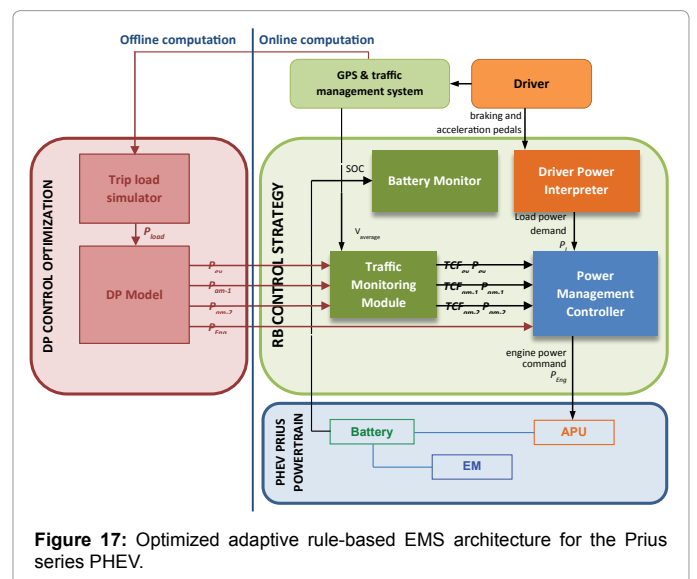 Offline computation
Online computation
GPS & traffic
management system
Driver
braking and
acceleration pedals
DP CONTROL OPTIMIZATION
Trip load
simulator
P_load
DP Model
RB CONTROL STRATEGY
SOC
Battery Monitor
Driver Power
Interpreter
V_average
Load power
demand
P_ev
P_am-1
P_am-2
P_Eng
Traffic
Monitoring
Module
TCF_ev P_ev
TCF_am-1 P_am-1
TCF_am-2 P_am-2
Power
Management
Controller
engine power
command
P_Eng
PHEV PRIUS
POWERTRAIN
Battery
APU
EM
Figure 17: Optimized adaptive rule-based EMS architecture for the Prius
series PHEV.